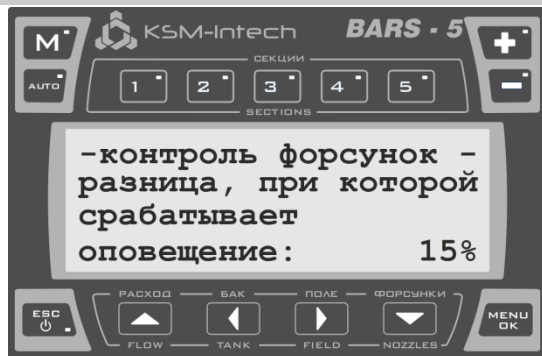 M
KSM-Intech
BARS - 5
+
AUTO
СЕКЦИИ
1 2 3 4 5
-
SECTIONS
-контроль форсунок -
разница, при которой
срабатывает
оповещение: 15%
ESC
РАСХОД БАК ПОЛЕ ФОРСУНКИ
MENU
OK
FLOW TANK FIELD NOZZLES